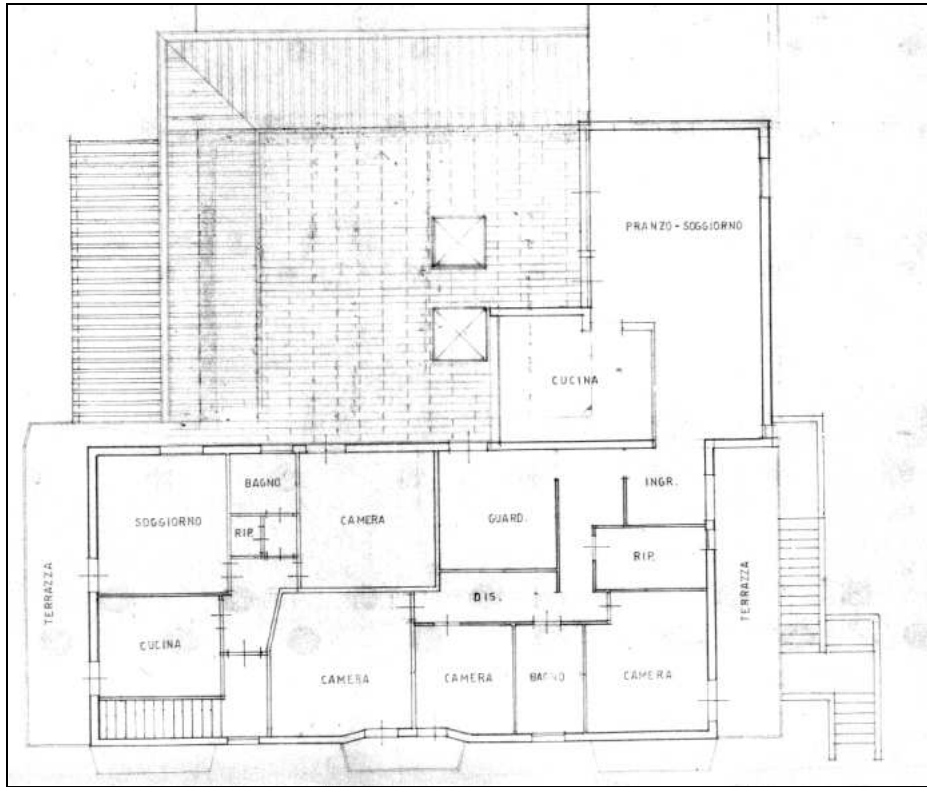 PRANZO - SOGGIORNO
CUCINA
BAGNO
INGR.
SOGGIORNO
RIP.
CAMERA
GUARD.
RIP.
TERRAZZA
DIS.
TERRAZZA
CUCINA
CAMERA
CAMERA
BAGNO
CAMERA